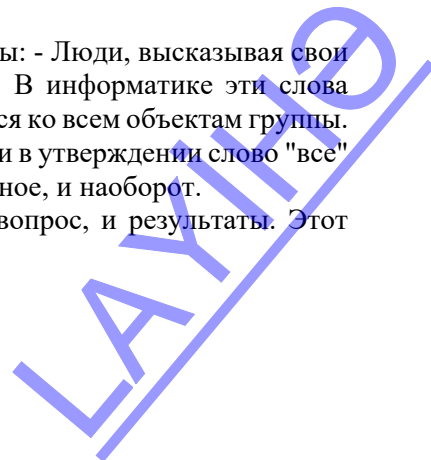 ы: - Люди, высказывая свои
В информатике эти слова
ся ко всем объектам группы.
и в утверждении слово "все"
ное, и наоборот.
вопрос, и результаты. Этот
LAYİHƏ